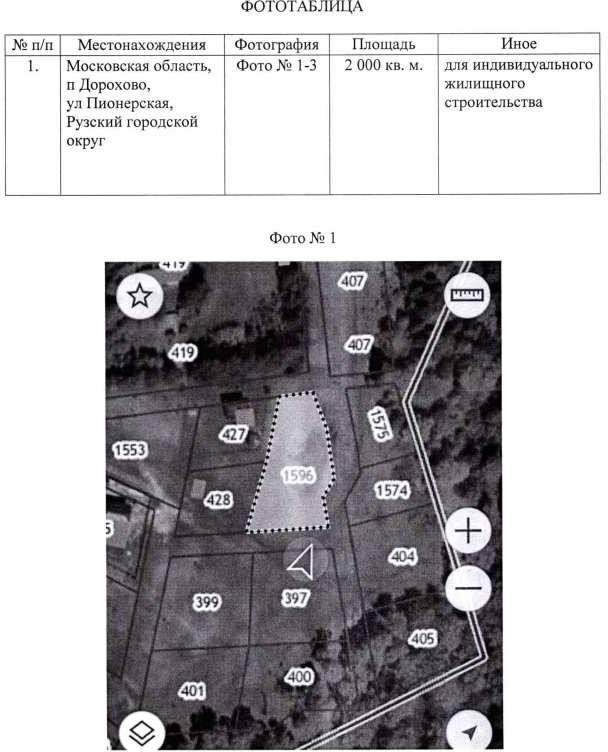 ФОТОТАБЛИЦА
№ п/п Местонахождения Фотография Площадь Иное
1. Московская область, Фото № 1-3 2 000 кв. м. для индивидуального
п Дорохово, жилищного
ул Пионерская, строительства
Рузский городской
округ
Фото № 1
419
407
407
419
1575
427
1553
1596
428
1574
404
399
397
405
400
401